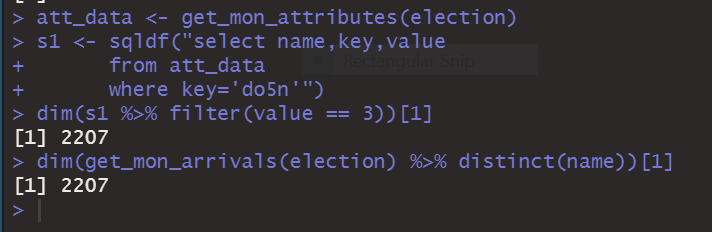 > att_data <- get_mon_attributes(election)
> s1 <- sqldf("select name,key,value
+       from att_data
+       where key='do5n'")
Rectangular Snip
> dim(s1 %>% filter(value == 3))[1]
[1] 2207
> dim(get_mon_arrivals(election) %>% distinct(name))[1]
[1] 2207
>